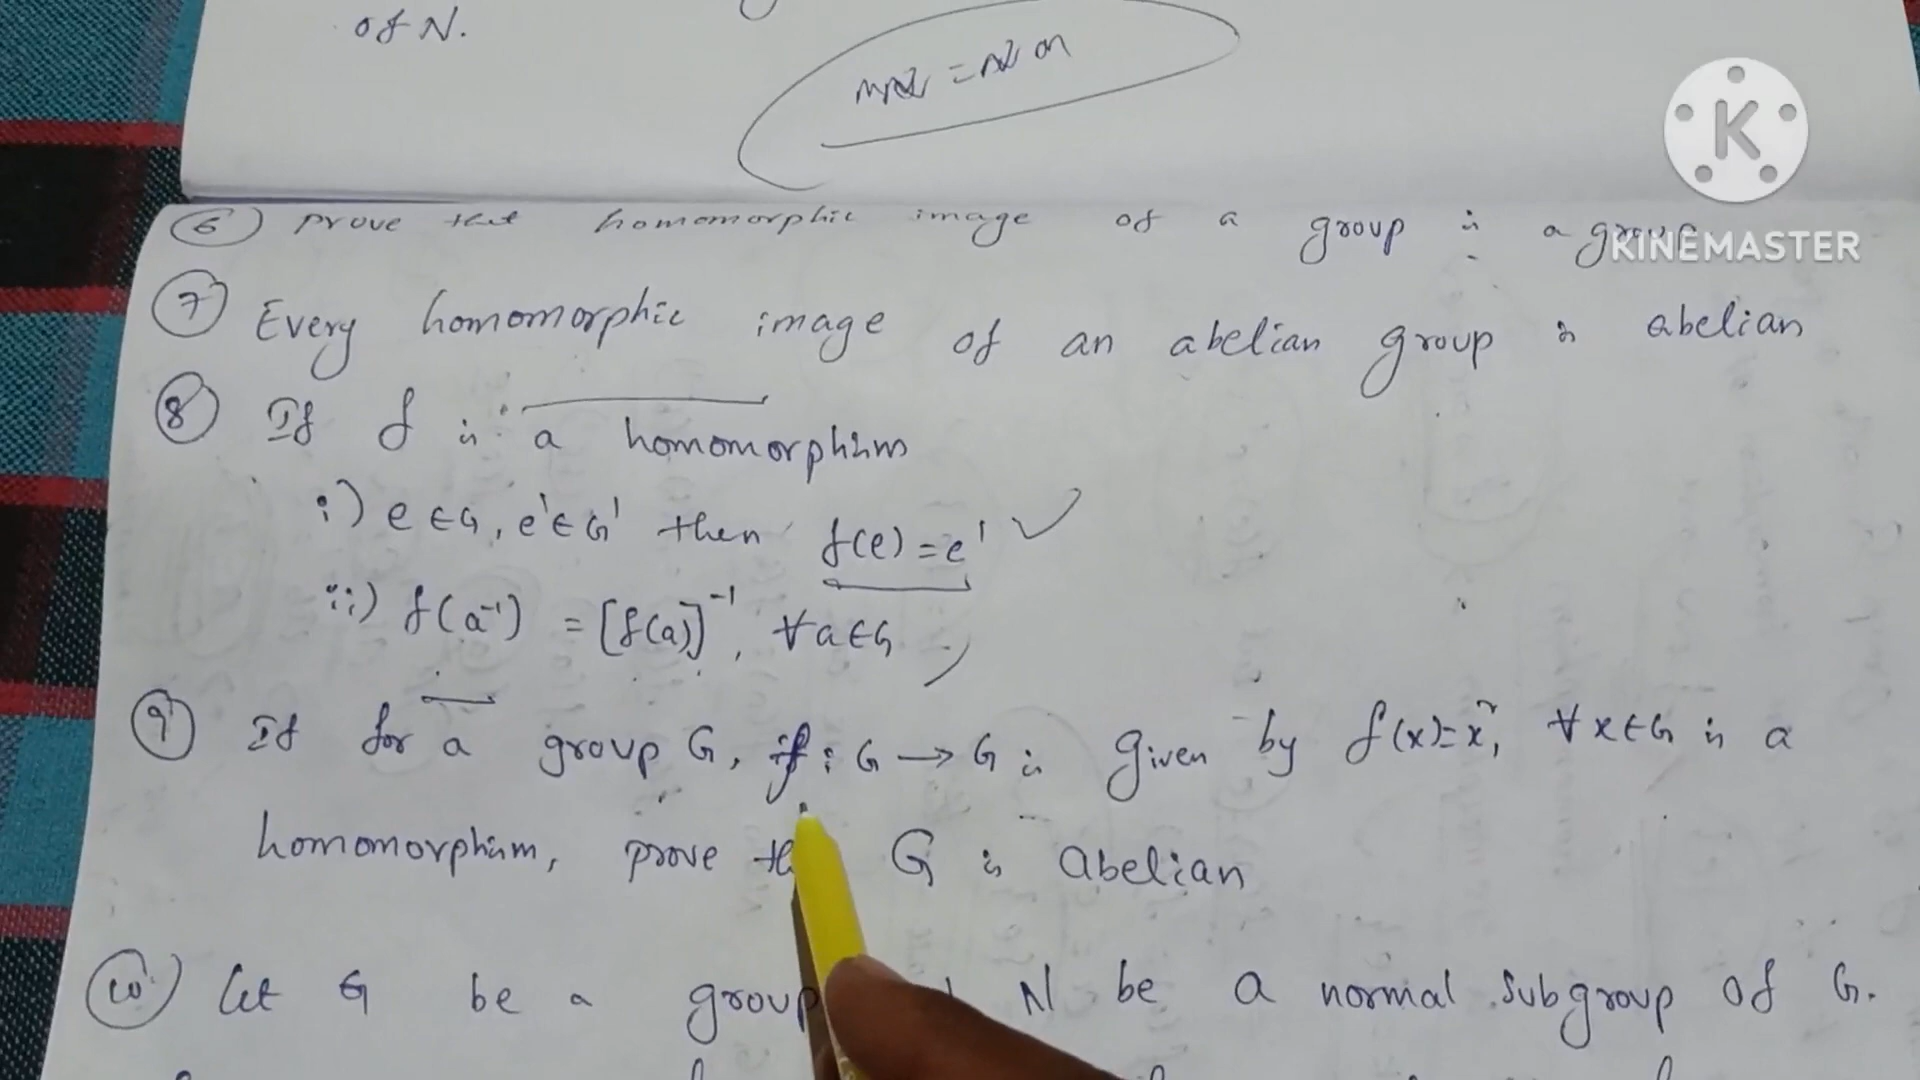 of N.
K
KINEMASTER
⑥ prove that homomorphic image of a group is a group
⑦ Every homomorphic image of an abelian group is abelian
⑧ If f is a homomorphism
i) e ∈ G, e' ∈ G' then f(e) = e' ✓
ii) f(a⁻¹) = [f(a)]⁻¹, ∀ a ∈ G
⑨ If for a group G, if : G → G is given by f(x) = x², ∀ x ∈ G is a
homomorphism, prove G is Abelian
⑩ let G be a group N be a normal subgroup of G.